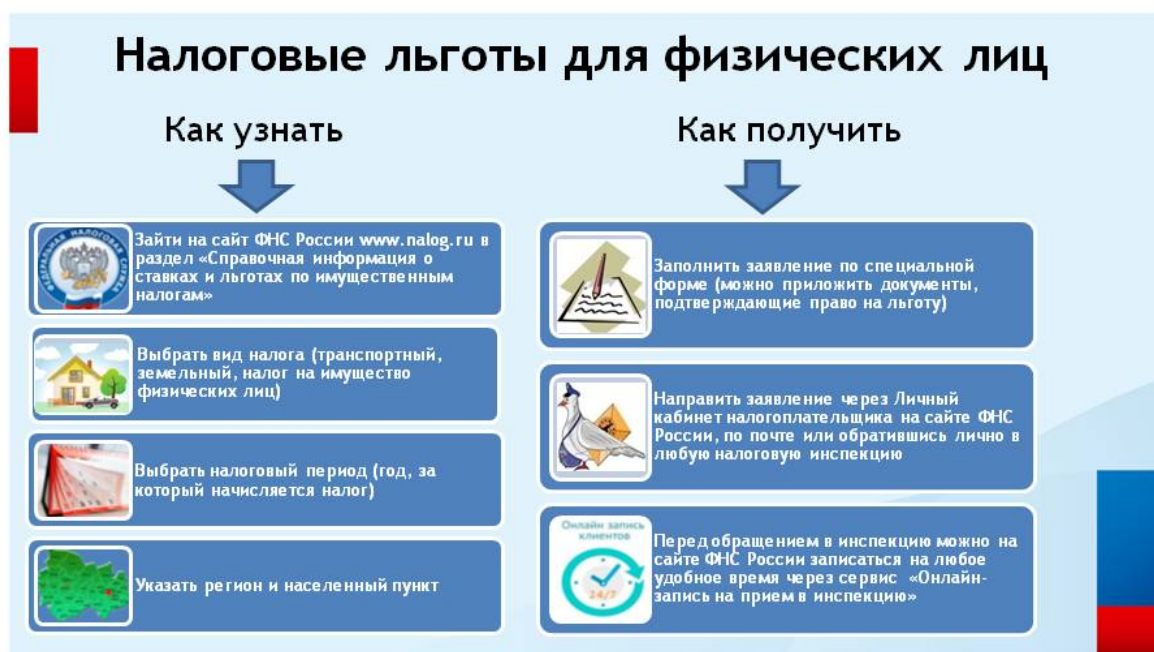 Налоговые льготы для физических лиц
Как узнать
Зайти на сайт ФНС России www.nalog.ru в
раздел «Справочная информация о
ставках и льготах по имущественным
налогам»
Выбрать вид налога (транспортный,
земельный, налог на имущество
физических лиц)
Выбрать налоговый период (год, за
который начисляется налог)
Указать регион и населенный пункт
Как получить
Заполнить заявление по специальной
форме (можно приложить документы,
подтверждающие право на льготу)
Направить заявление через Личный
кабинет налогоплательщика на сайте ФНС
России, по почте или обратившись лично в
любую налоговую инспекцию
Онлайн запись
клиентов
24/7
Перед обращением в инспекцию можно на
сайте ФНС России записаться на любое
удобное время через сервис «Онлайн-
запись на прием в инспекцию»
ФЕДЕРАЛЬНАЯ НАЛОГОВАЯ СЛУЖБА